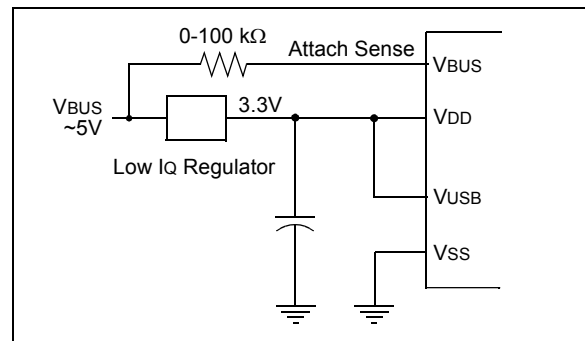 0-100 kΩ
Attach Sense
VBUS
VBUS
~5V
3.3V
VDD
Low IQ Regulator
VUSB
VSS